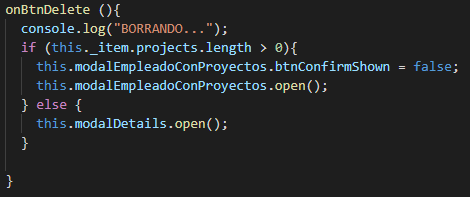 onBtnDelete (){
  console.log("BORRANDO...");
  if (this._item.projects.length > 0){
    this.modalEmpleadoConProyectos.btnConfirmShown = false;
    this.modalEmpleadoConProyectos.open();
  } else {
    this.modalDetails.open();
  }
}